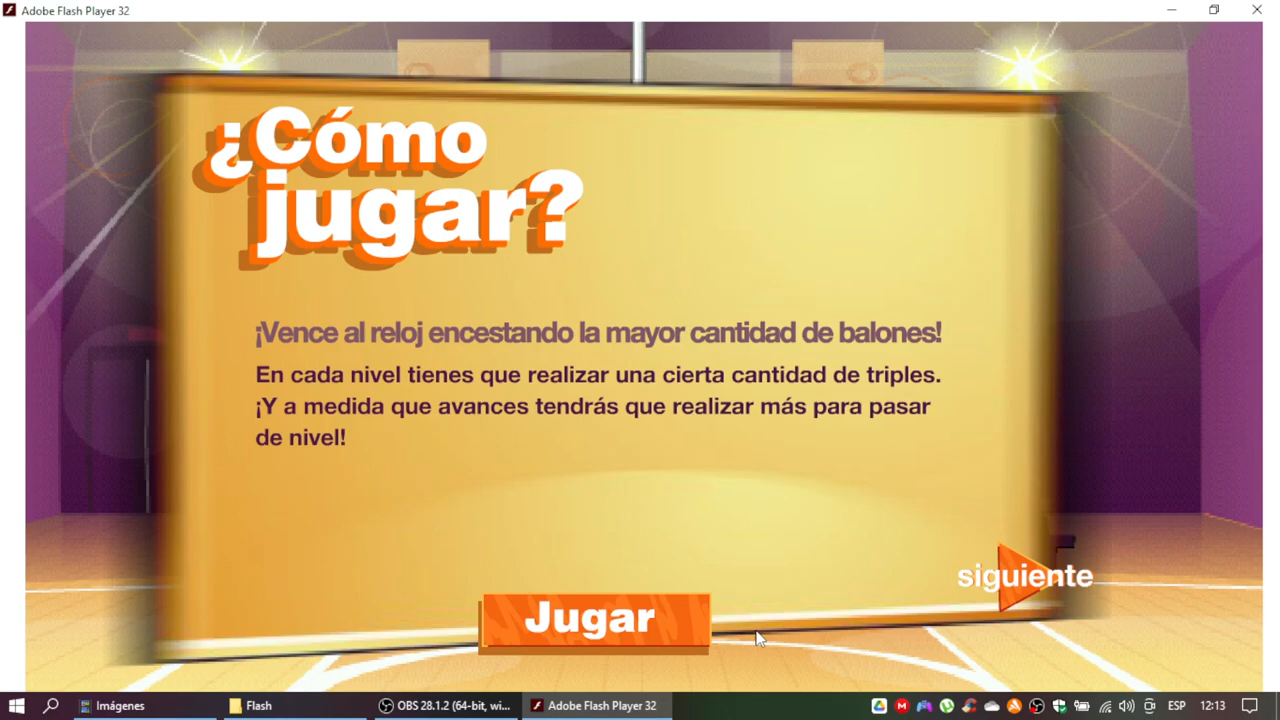 Adobe Flash Player 32
¿Cómo
jugar?
¡Vence al reloj encestando la mayor cantidad de balones!
En cada nivel tienes que realizar una cierta cantidad de triples.
¡Y a medida que avances tendrás que realizar más para pasar
de nivel!
siguiente
Jugar
Imágenes
Flash
OBS 28.1.2 (64-bit, wi...
Adobe Flash Player 32
ESP
12:13